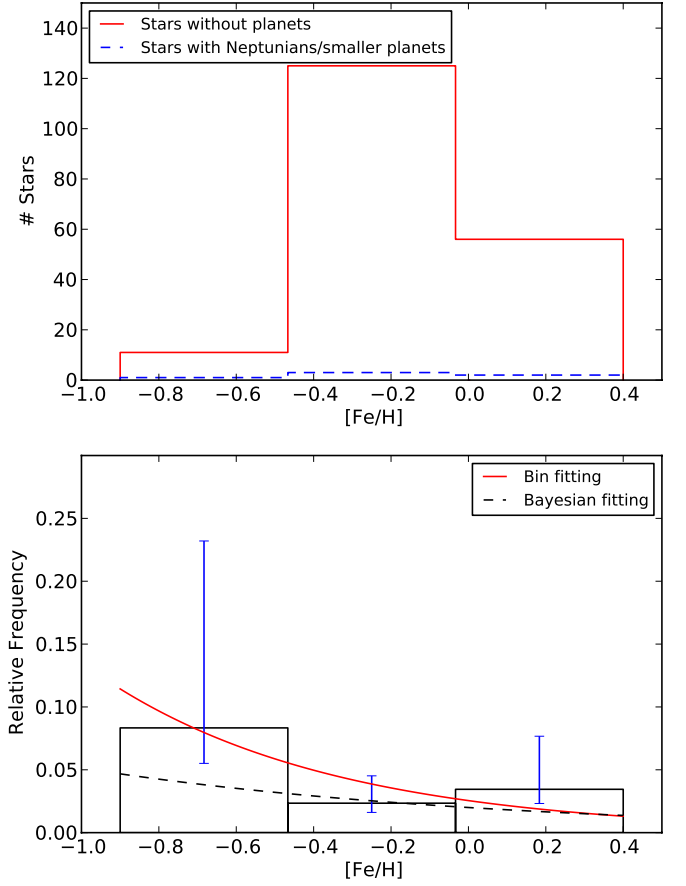 140
120
100
80
60
40
20
0
# Stars
Stars without planets
Stars with Neptunians/smaller planets
−1.0 −0.8 −0.6 −0.4 −0.2 0.0 0.2 0.4
[Fe/H]
0.25
0.20
0.15
0.10
0.05
0.00
Relative Frequency
Bin fitting
Bayesian fitting
−1.0 −0.8 −0.6 −0.4 −0.2 0.0 0.2 0.4
[Fe/H]